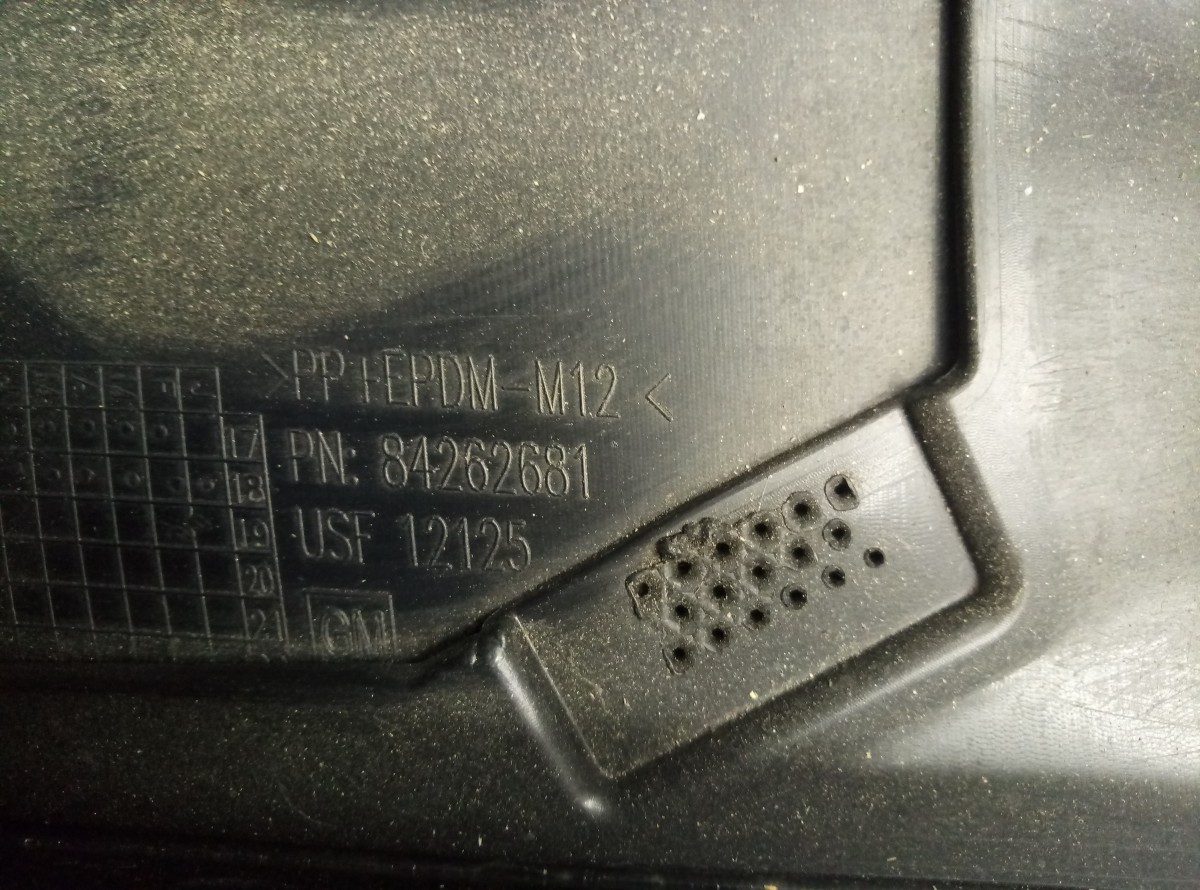 >PP+EPDM-M12<
PN: 84262681
USF 12125
GM
17
18
19
20
21